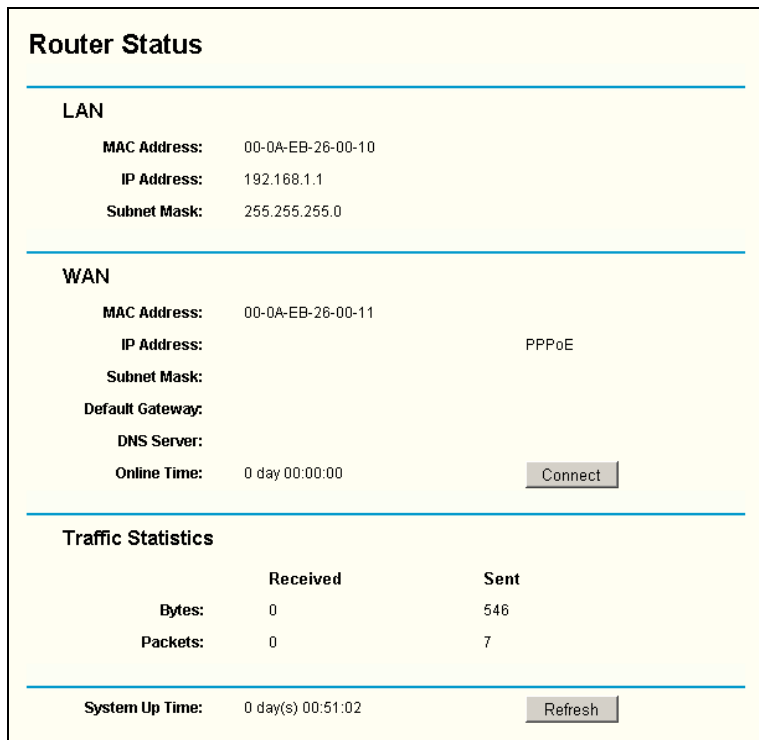 Router Status
LAN
MAC Address: 00-0A-EB-26-00-10
IP Address: 192.168.1.1
Subnet Mask: 255.255.255.0
WAN
MAC Address: 00-0A-EB-26-00-11
IP Address: PPPoE
Subnet Mask:
Default Gateway:
DNS Server:
Online Time: 0 day 00:00:00 Connect
Traffic Statistics
Received Sent
Bytes: 0 546
Packets: 0 7
System Up Time: 0 day(s) 00:51:02 Refresh